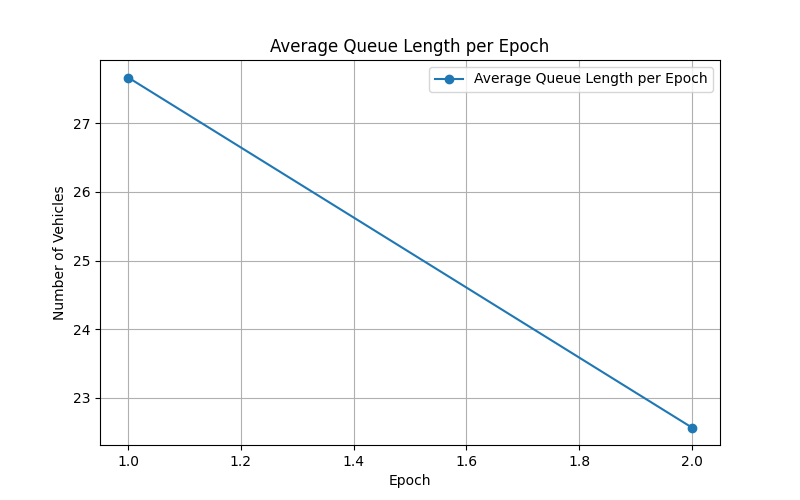 Average Queue Length per Epoch
Average Queue Length per Epoch
27
26
25
24
23
Number of Vehicles
1.0 1.2 1.4 1.6 1.8 2.0
Epoch